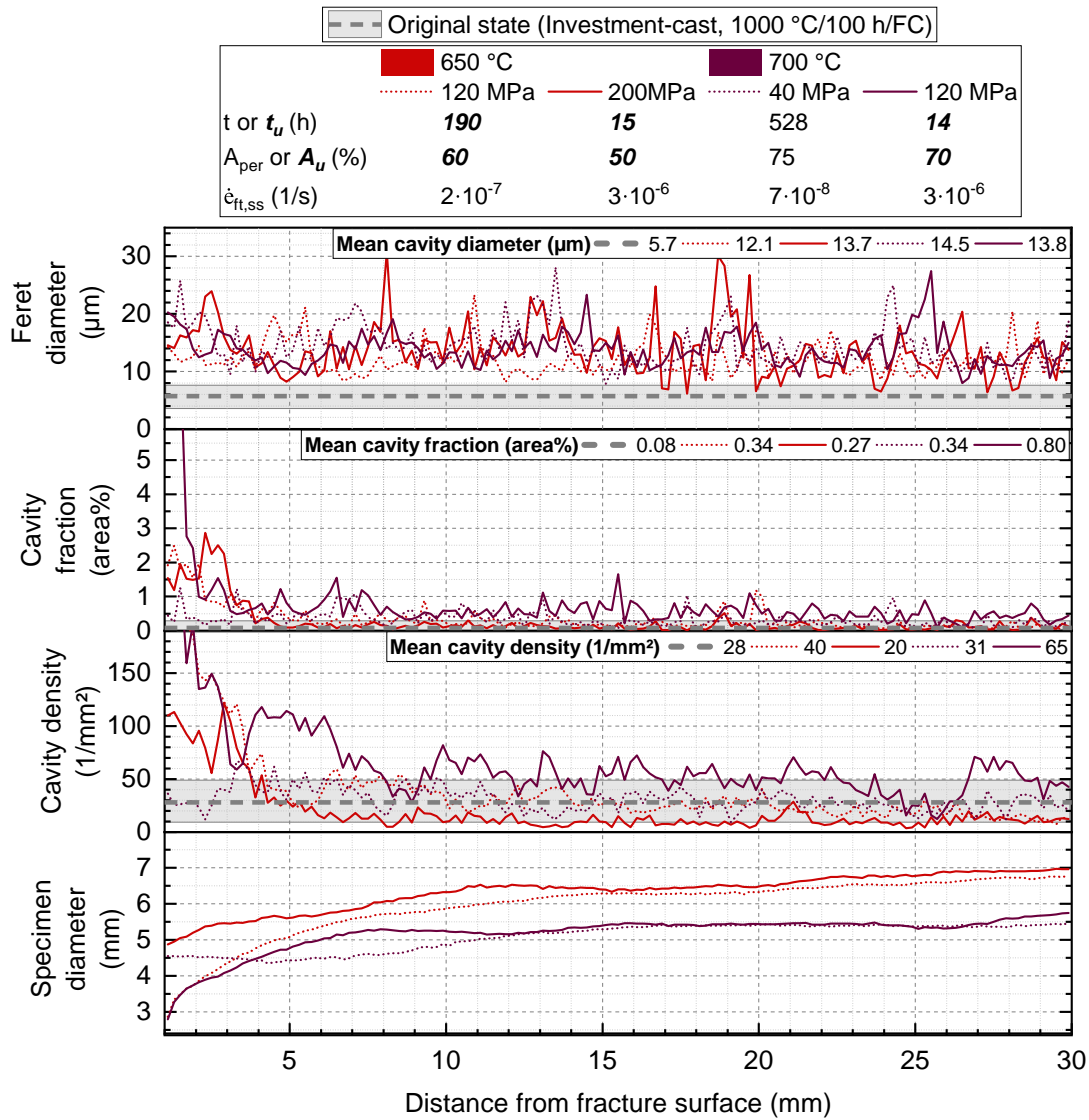 Original state (Investment-cast, 1000 °C/100 h/FC)
650 °C 700 °C
120 MPa 200MPa 40 MPa 120 MPa
t or tu (h) 190 15 528 14
Aper or Au (%) 60 50 75 70
ėft,ss (1/s) 2·10-7 3·10-6 7·10-8 3·10-6
Mean cavity diameter (µm) 5.7 12.1 13.7 14.5 13.8
Feret
diameter
(µm)
30
20
10
0
Mean cavity fraction (area%) 0.08 0.34 0.27 0.34 0.80
Cavity
fraction
(area%)
5
4
3
2
1
0
Mean cavity density (1/mm²) 28 40 20 31 65
Cavity density
(1/mm²)
150
100
50
0
Specimen
diameter
(mm)
7
6
5
4
3
5 10 15 20 25 30
Distance from fracture surface (mm)